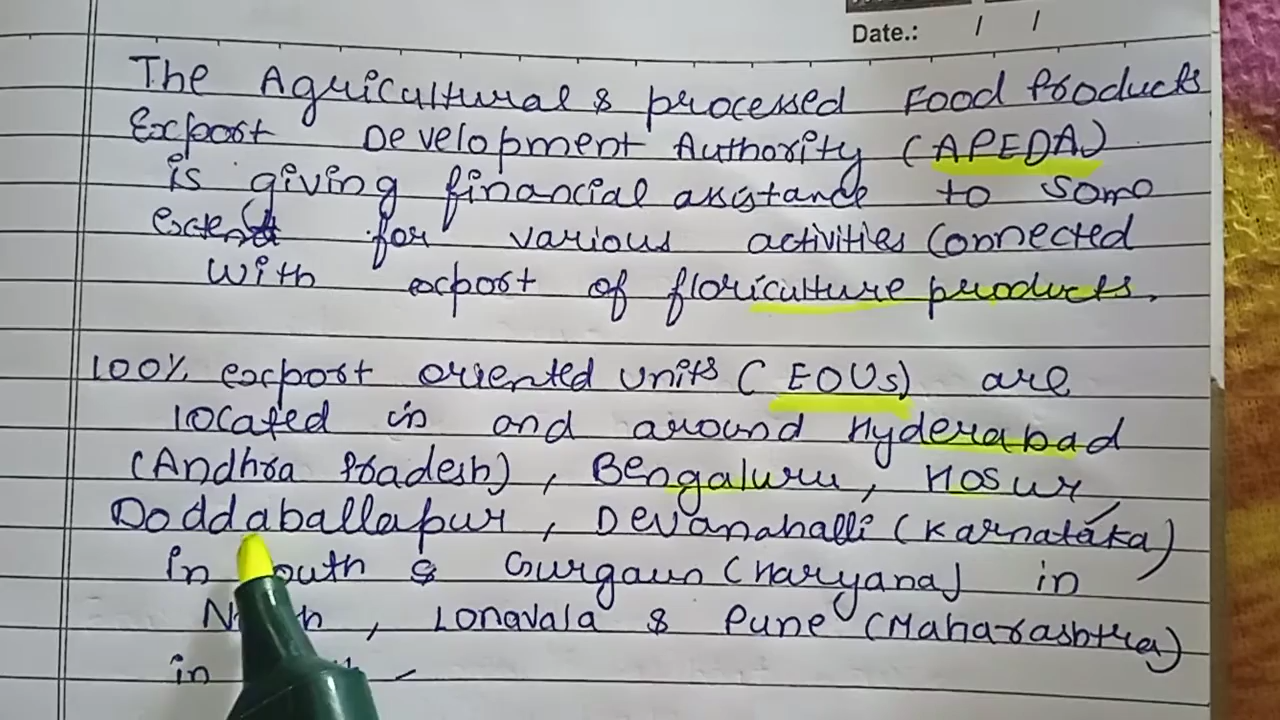 Date.: / /
The Agricultural & processed Food Products
Export Development Authority (APEDA)
is giving financial assistance to some
extent for various activities Connected
With export of floriculture products.
100% export oriented units (EOUs) are
located in and around Hyderabad
(Andhra Pradesh), Bengaluru, Hosur,
Doddaballapur, Devanahalli (Karnataka)
in South & Gurgaun (Haryana) in
, Lonavala & Pune (Maharashtra)
in